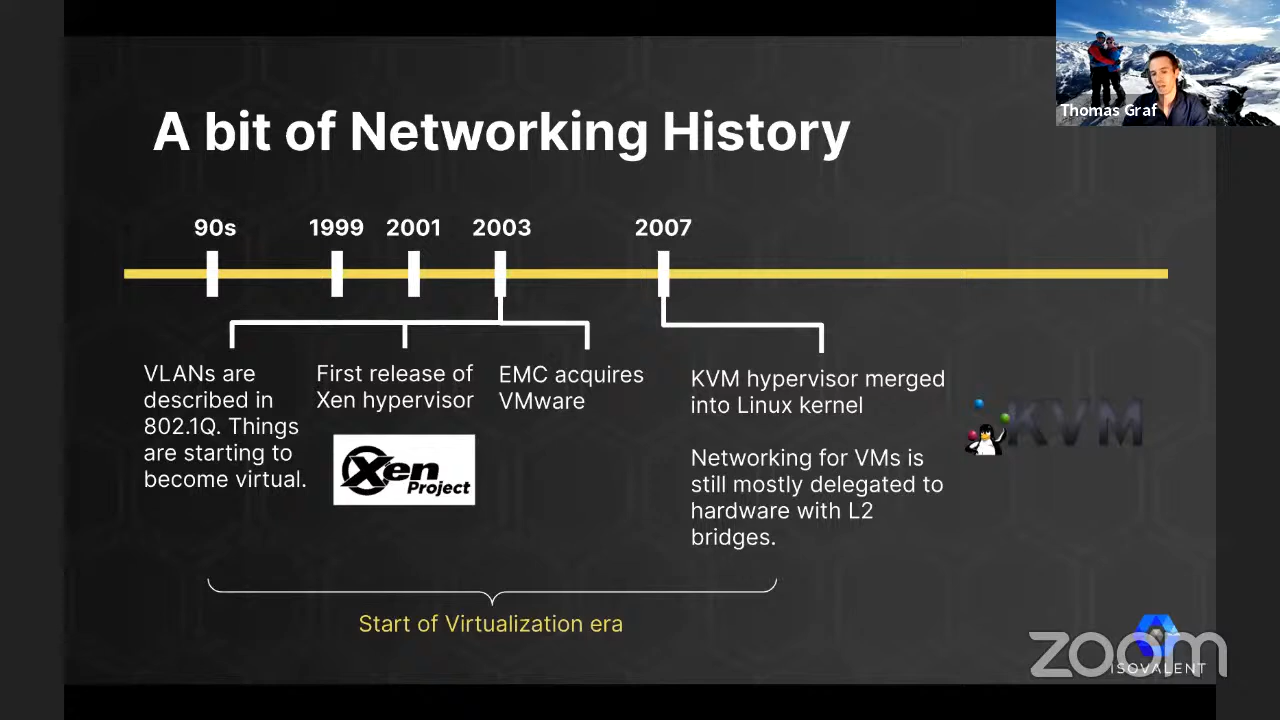 Thomas Graf
A bit of Networking History
90s
1999
2001
2003
2007
VLANs are
described in
802.1Q. Things
are starting to
become virtual.
First release of
Xen hypervisor
Xen
Project
EMC acquires
VMware
KVM hypervisor merged
into Linux kernel
Networking for VMs is
still mostly delegated to
hardware with L2
bridges.
KVM
Start of Virtualization era
zoom
ISOVALENT